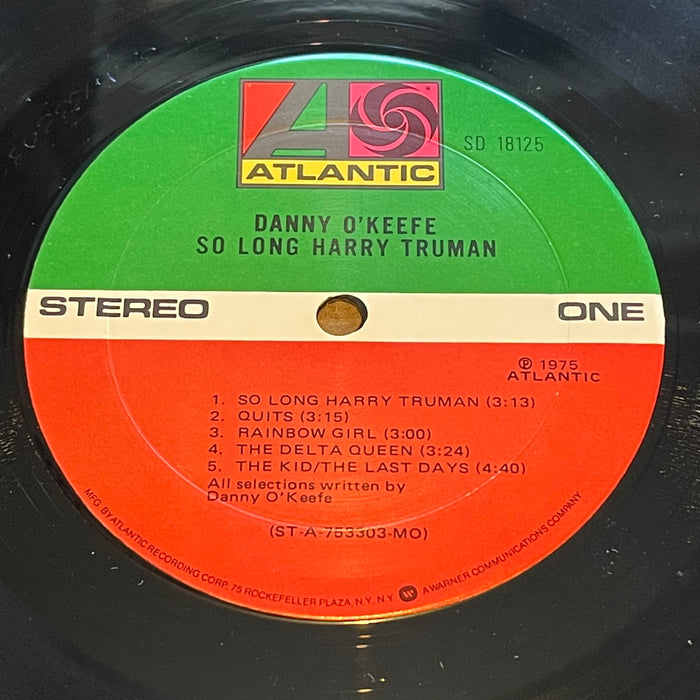 ATLANTIC
SD 18125
DANNY O'KEEFE
SO LONG HARRY TRUMAN
STEREO
ONE
℗ 1975
ATLANTIC
1. SO LONG HARRY TRUMAN (3:13)
2. QUITS (3:15)
3. RAINBOW GIRL (3:00)
4. THE DELTA QUEEN (3:24)
5. THE KID/THE LAST DAYS (4:40)
All selections written by
Danny O'Keefe
(ST-A-753303-MO)
MFG. BY ATLANTIC RECORDING CORP. 75 ROCKEFELLER PLAZA, N.Y. N.Y. W A WARNER COMMUNICATIONS COMPANY